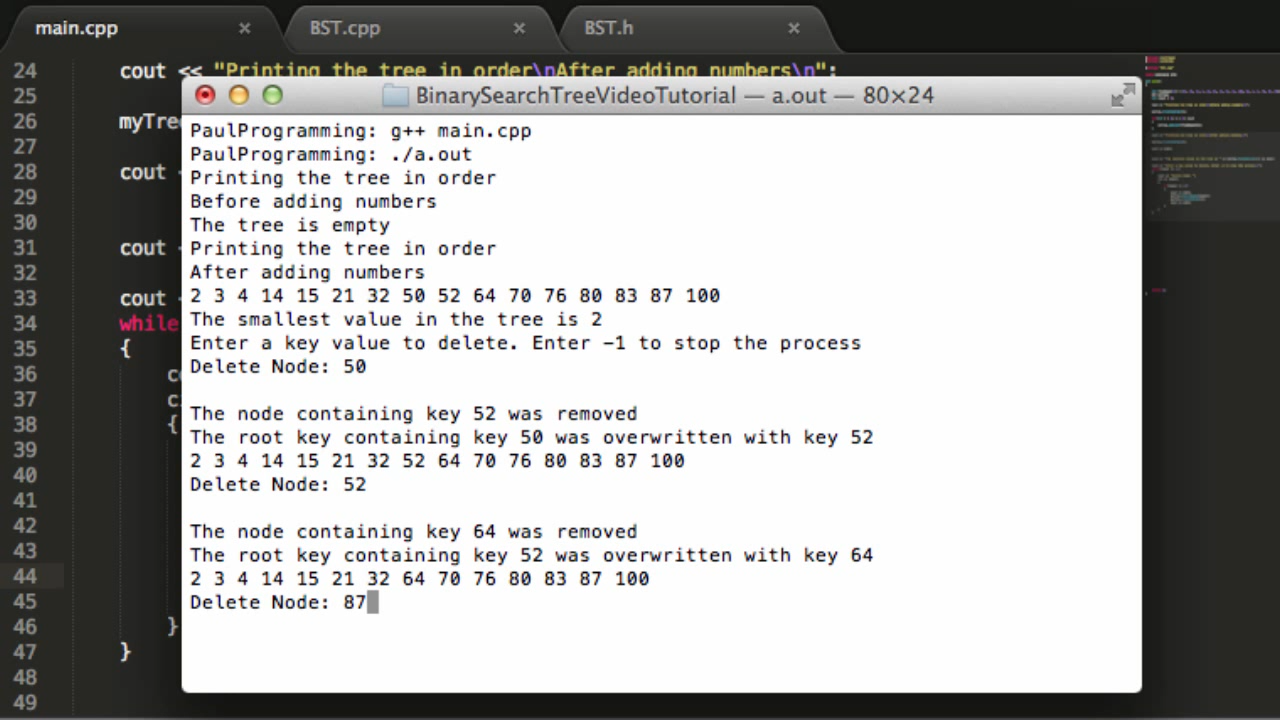 main.cpp × BST.cpp × BST.h ×
24 cout << "Printing the tree in order\nAfter adding numbers\n";
25
26
27
28 cout
29
30
31 cout
32
33 cout
34 while
35 {
36
37
38 {
39
40
41
42
43
44
45
46 }
47 }
48
49
BinarySearchTreeVideoTutorial — a.out — 80×24
PaulProgramming: g++ main.cpp
PaulProgramming: ./a.out
Printing the tree in order
Before adding numbers
The tree is empty
Printing the tree in order
After adding numbers
2 3 4 14 15 21 32 50 52 64 70 76 80 83 87 100
The smallest value in the tree is 2
Enter a key value to delete. Enter -1 to stop the process
Delete Node: 50
The node containing key 52 was removed
The root key containing key 50 was overwritten with key 52
2 3 4 14 15 21 32 52 64 70 76 80 83 87 100
Delete Node: 52
The node containing key 64 was removed
The root key containing key 52 was overwritten with key 64
2 3 4 14 15 21 32 64 70 76 80 83 87 100
Delete Node: 87